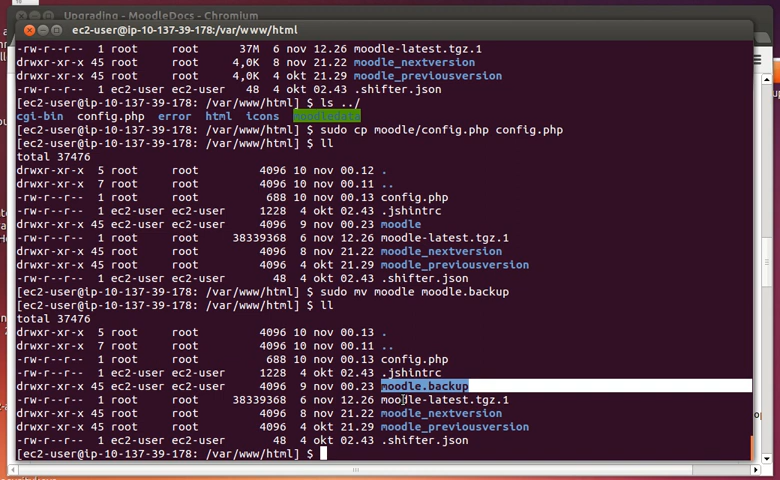 Upgrading - MoodleDocs - Chromium
ec2-user@ip-10-137-39-178:/var/www/html
-rw-r--r-- 1 root root 37M 6 nov 12.26 moodle-latest.tgz.1
drwxr-xr-x 45 root root 4,0K 8 nov 21.22 moodle_nextversion
drwxr-xr-x 45 root root 4,0K 4 okt 21.29 moodle_previousversion
-rw-r--r-- 1 root root 48 4 okt 02.43 .shifter.json
[ec2-user@ip-10-137-39-178: /var/www/html] $ ls ../
cgi-bin config.php error html icons moodledata
[ec2-user@ip-10-137-39-178: /var/www/html] $ sudo cp moodle/config.php config.php
[ec2-user@ip-10-137-39-178: /var/www/html] $ ll
total 37476
drwxr-xr-x 5 root root 4096 10 nov 00.12 .
drwxr-xr-x 7 root root 4096 10 nov 00.11 ..
-rw-r--r-- 1 root root 688 10 nov 00.13 config.php
-rw-r--r-- 1 ec2-user ec2-user 1228 4 okt 02.43 .jshintrc
drwxr-xr-x 45 ec2-user ec2-user 4096 9 nov 00.23 moodle
-rw-r--r-- 1 root root 38339368 6 nov 12.26 moodle-latest.tgz.1
drwxr-xr-x 45 root root 4096 8 nov 21.22 moodle_nextversion
drwxr-xr-x 45 root root 4096 4 okt 21.29 moodle_previousversion
-rw-r--r-- 1 ec2-user ec2-user 48 4 okt 02.43 .shifter.json
[ec2-user@ip-10-137-39-178: /var/www/html] $ sudo mv moodle moodle.backup
[ec2-user@ip-10-137-39-178: /var/www/html] $ ll
total 37476
drwxr-xr-x 5 root root 4096 10 nov 00.13 .
drwxr-xr-x 7 root root 4096 10 nov 00.11 ..
-rw-r--r-- 1 root root 688 10 nov 00.13 config.php
-rw-r--r-- 1 ec2-user ec2-user 1228 4 okt 02.43 .jshintrc
drwxr-xr-x 45 ec2-user ec2-user 4096 9 nov 00.23 moodle.backup
-rw-r--r-- 1 root root 38339368 6 nov 12.26 moodle-latest.tgz.1
drwxr-xr-x 45 root root 4096 8 nov 21.22 moodle_nextversion
drwxr-xr-x 45 root root 4096 4 okt 21.29 moodle_previousversion
-rw-r--r-- 1 ec2-user ec2-user 48 4 okt 02.43 .shifter.json
[ec2-user@ip-10-137-39-178: /var/www/html] $